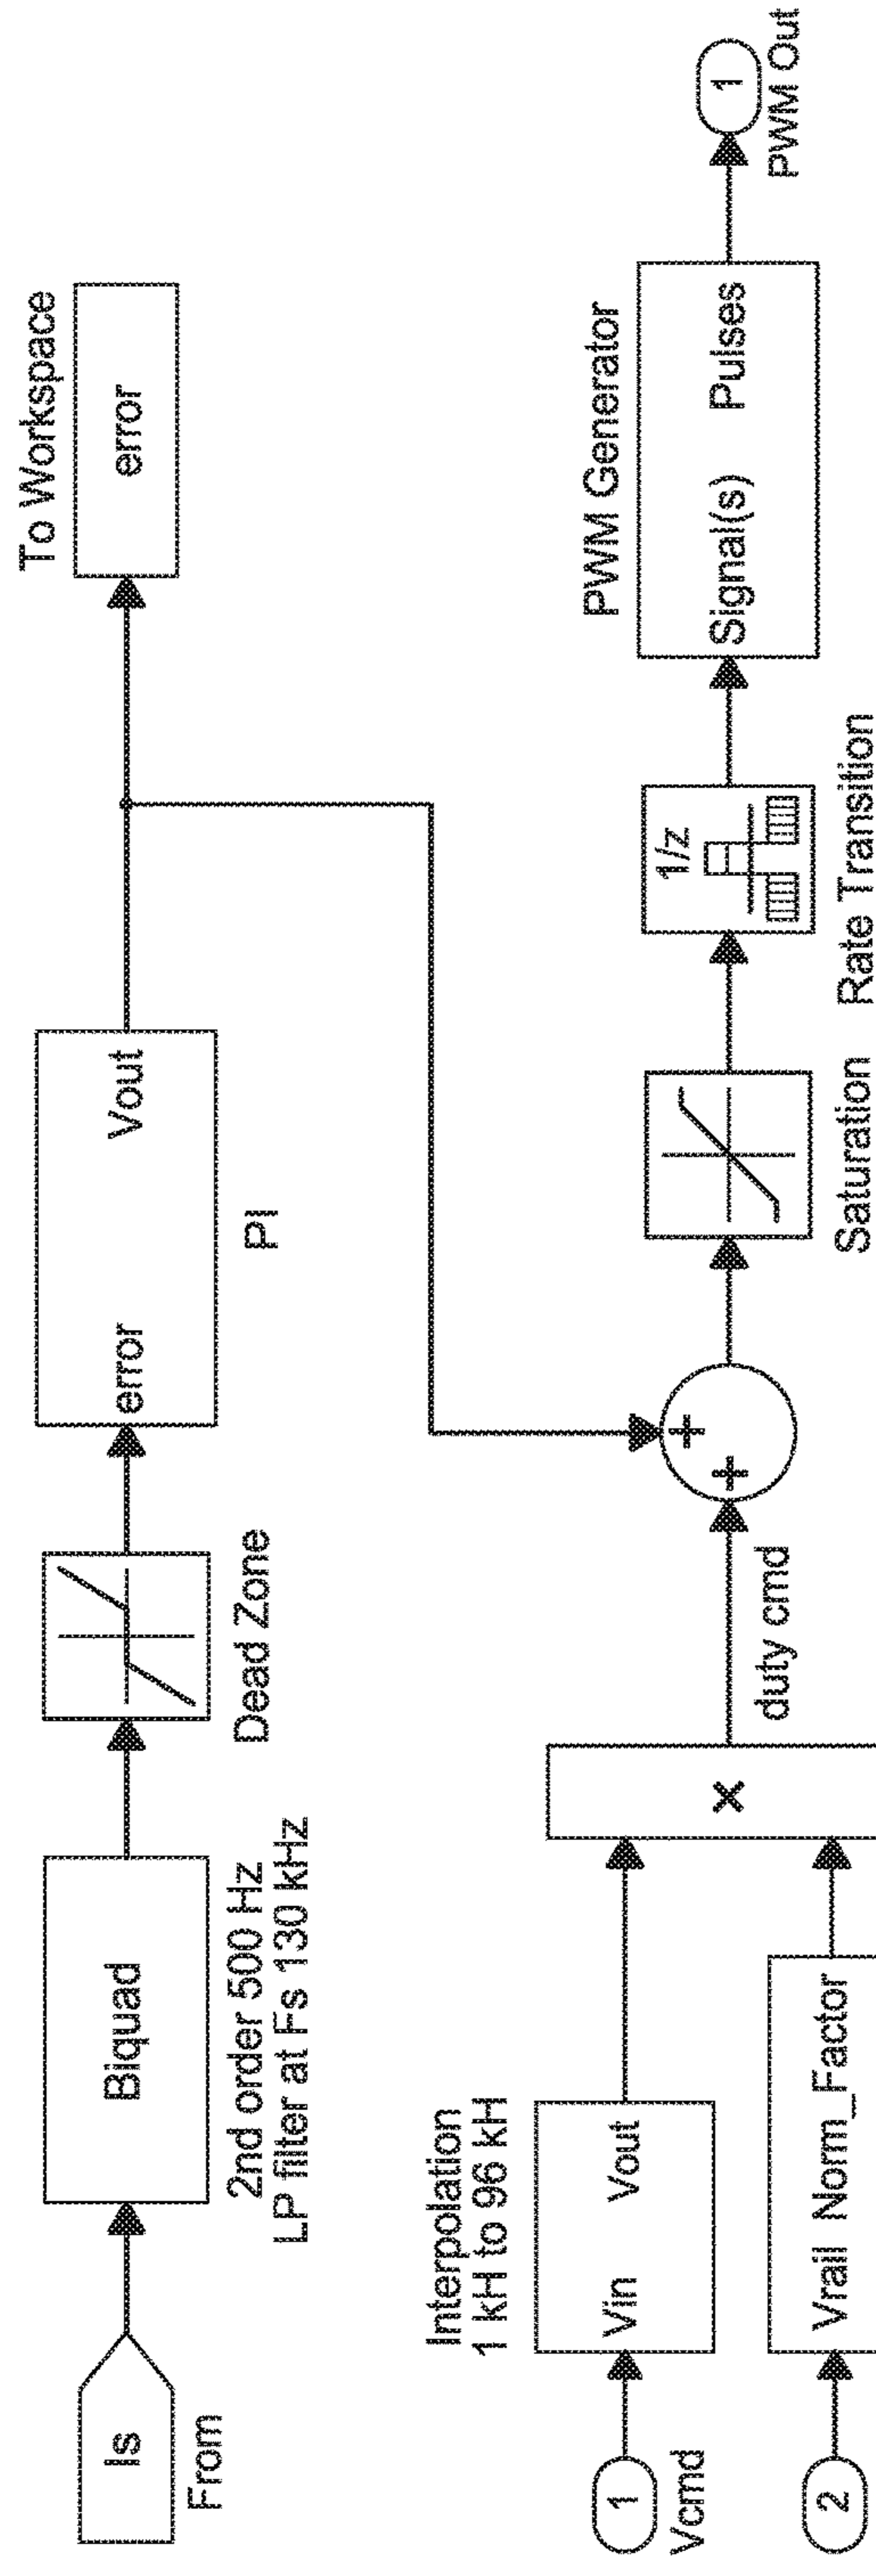 Is
From
Biquad
2nd order 500 Hz
LP filter at Fs 130 kHz
Dead Zone
error Vout
PI
To Workspace
error
1
Vcmd
Interpolation
1 kH to 96 kH
Vin Vout
2
Vrail Norm_Factor
×
duty cmd
+
+
Saturation
1/z
Rate Transition
PWM Generator
Signal(s) Pulses
1
PWM Out